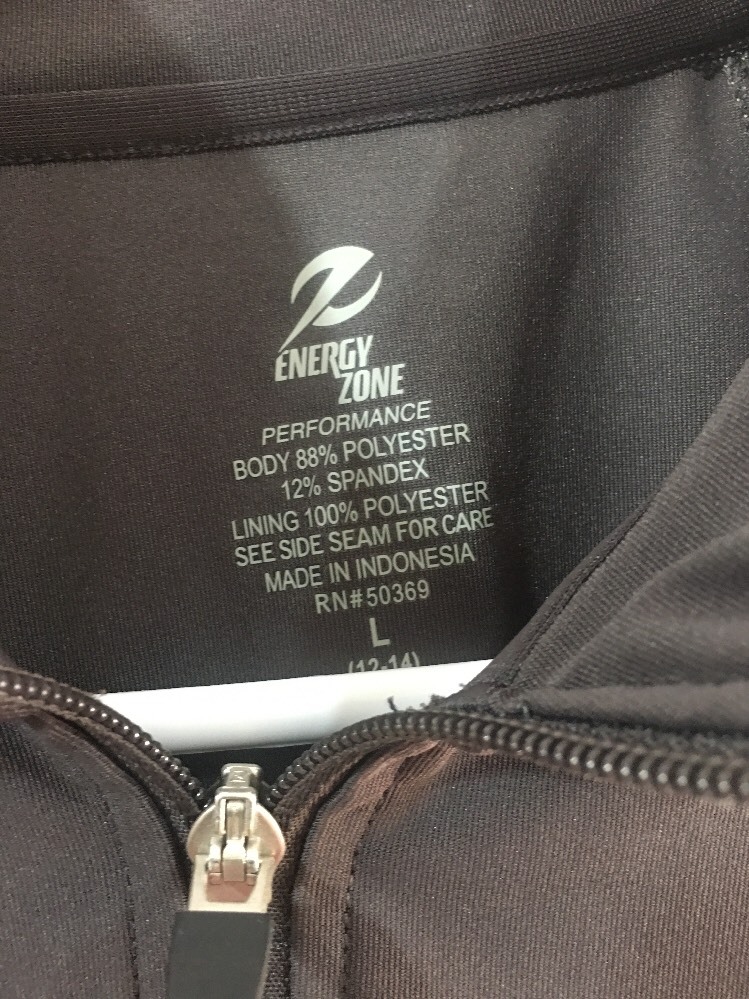 ENERGY
ZONE
PERFORMANCE
BODY 88% POLYESTER
12% SPANDEX
LINING 100% POLYESTER
SEE SIDE SEAM FOR CARE
MADE IN INDONESIA
RN#50369
L
(12-14)